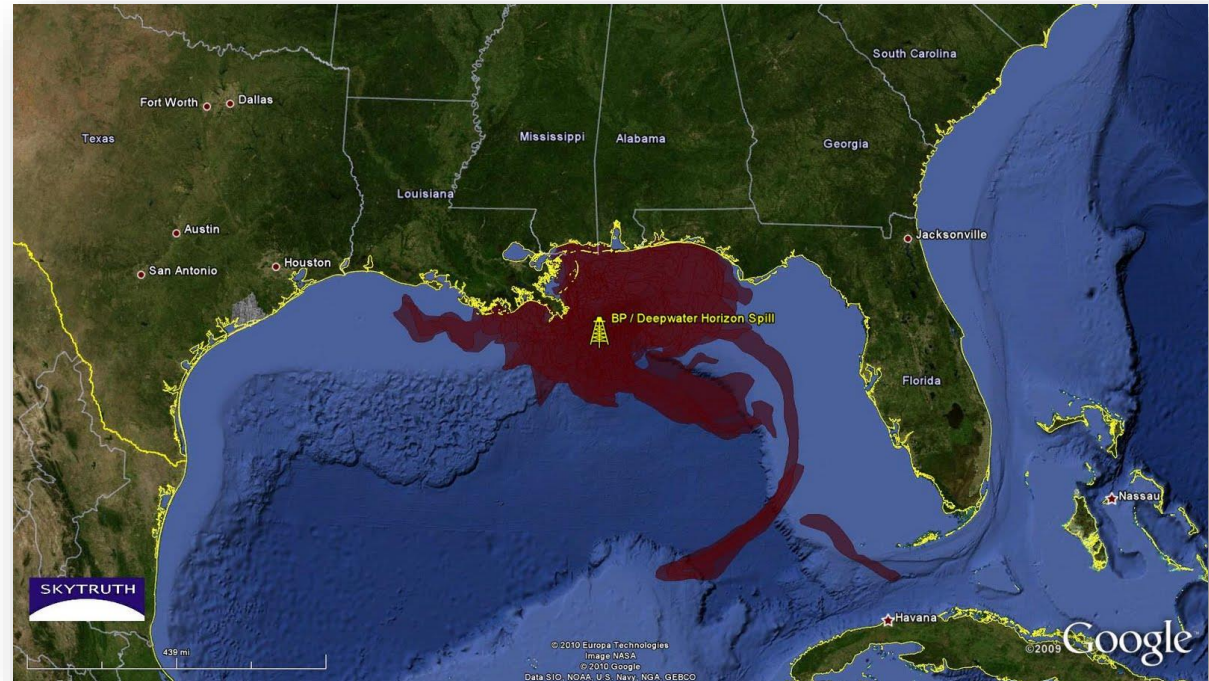 South Carolina
Fort Worth
Dallas
Texas
Mississippi
Alabama
Georgia
Louisiana
Austin
Jacksonville
San Antonio
Houston
BP / Deepwater Horizon Spill
Florida
Nassau
SKYTRUTH
Havana
439 mi
© 2010 Europa Technologies
Image NASA
© 2010 Google
Data SIO, NOAA, U.S. Navy, NGA, GEBCO
©2009 Google